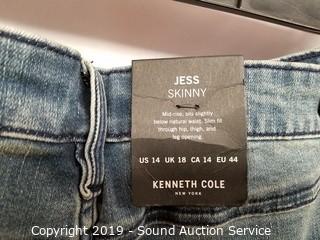 JESS
SKINNY
Mid-rise, sits slightly
below natural waist. Slim fit
through hip, thigh, and
leg opening.
US 14 UK 18 CA 14 EU 44
KENNETH COLE
NEW YORK
Copyright 2019 - Sound Auction Service